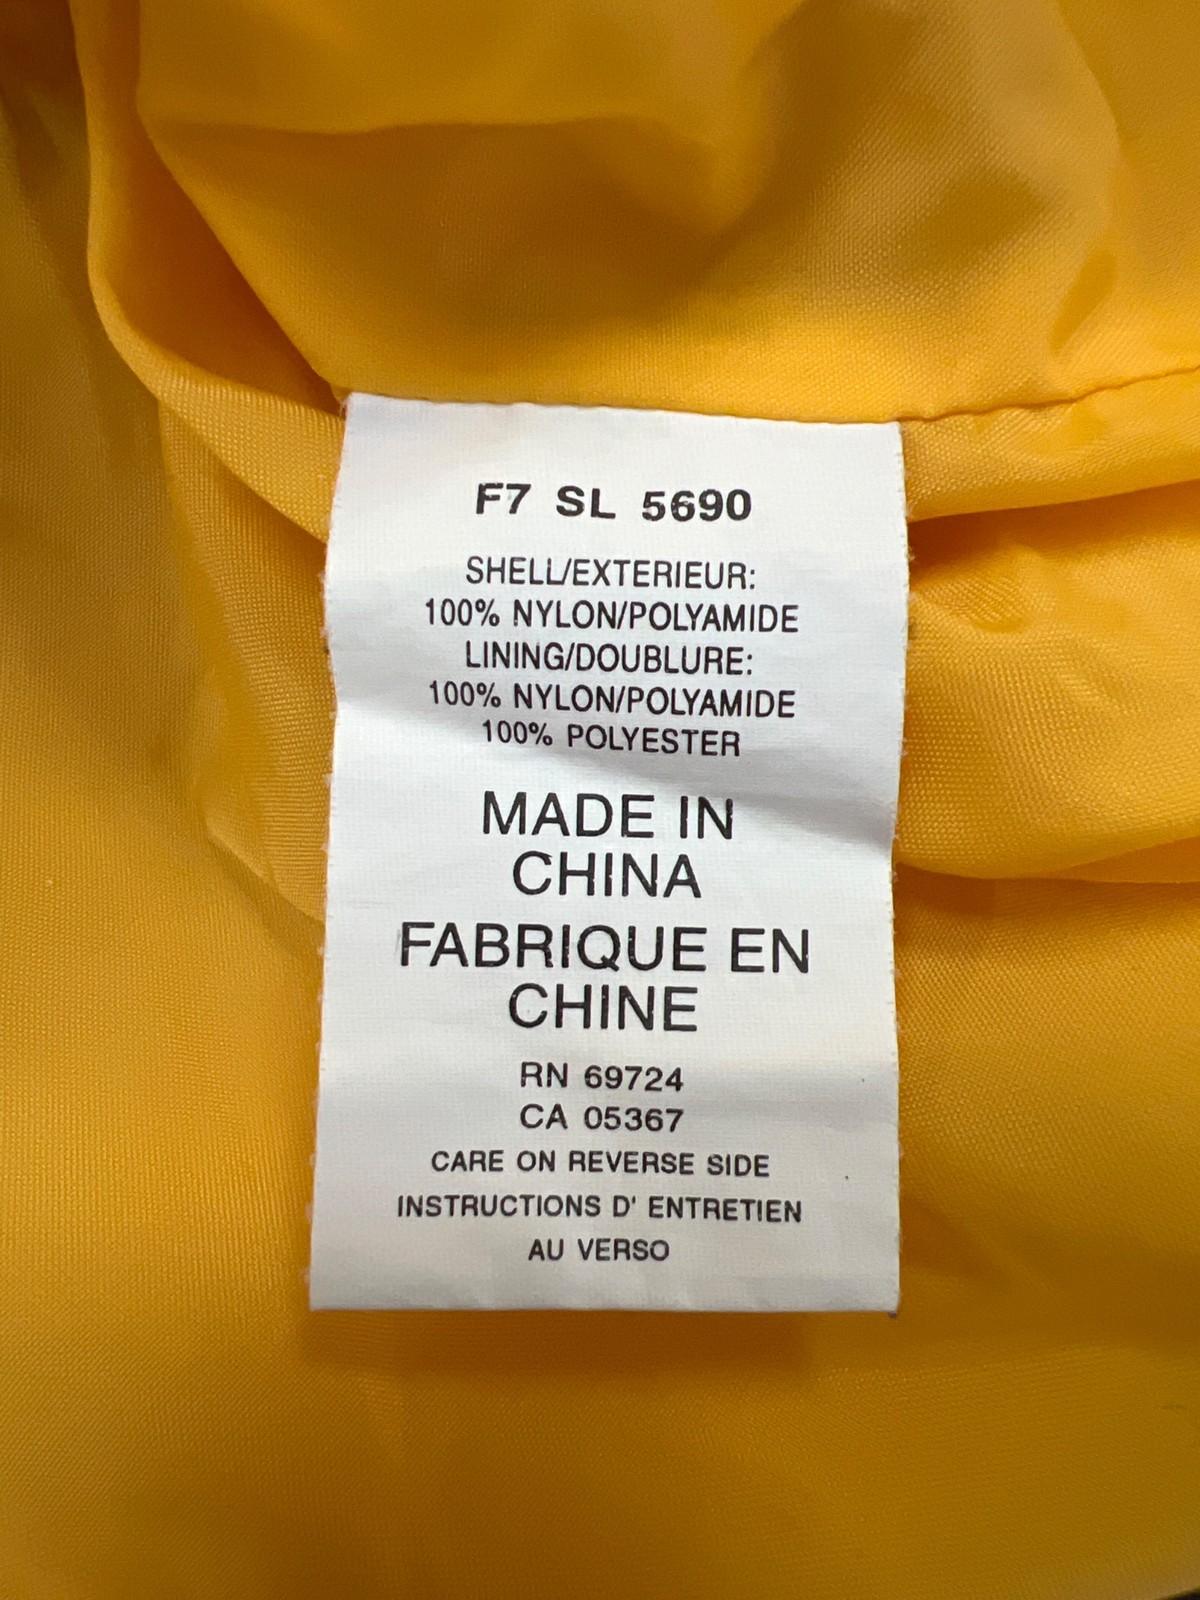 F7 SL 5690
SHELL/EXTERIEUR:
100% NYLON/POLYAMIDE
LINING/DOUBLURE:
100% NYLON/POLYAMIDE
100% POLYESTER
MADE IN
CHINA
FABRIQUE EN
CHINE
RN 69724
CA 05367
CARE ON REVERSE SIDE
INSTRUCTIONS D' ENTRETIEN
AU VERSO